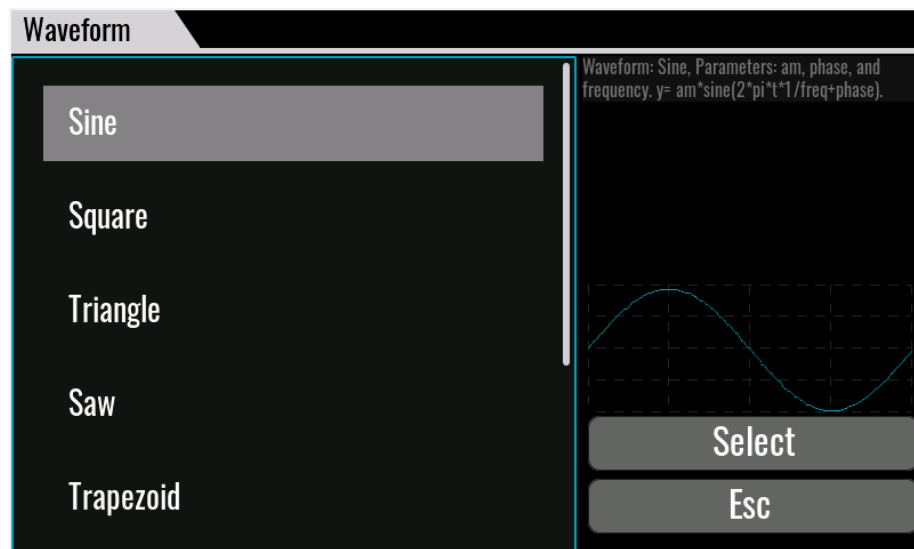 Waveform
Sine
Square
Triangle
Saw
Trapezoid
Waveform: Sine, Parameters: am, phase, and
frequency. y= am*sine(2*pi*t*1/freq+phase).
Select
Esc